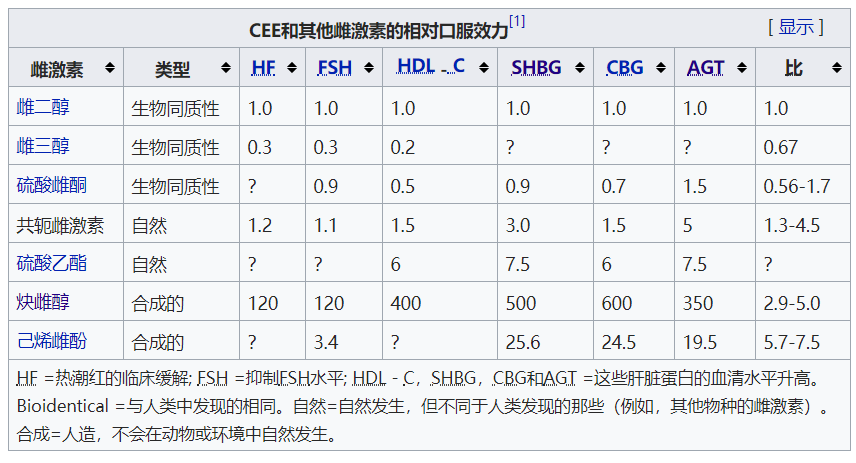 CEE和其他雌激素的相对口服效力[1] [ 显示 ]
雌激素 类型 HF FSH HDL - C SHBG CBG AGT 比
雌二醇 生物同质性 1.0 1.0 1.0 1.0 1.0 1.0 1.0
雌三醇 生物同质性 0.3 0.3 0.2 ? ? ? 0.67
硫酸雌酮 生物同质性 ? 0.9 0.5 0.9 0.7 1.5 0.56-1.7
共轭雌激素 自然 1.2 1.1 1.5 3.0 1.5 5 1.3-4.5
硫酸乙酯 自然 ? ? 6 7.5 6 7.5 ?
炔雌醇 合成的 120 120 400 500 600 350 2.9-5.0
己烯雌酚 合成的 ? 3.4 ? 25.6 24.5 19.5 5.7-7.5
HF =热潮红的临床缓解; FSH =抑制FSH水平; HDL - C，SHBG，CBG和AGT =这些肝脏蛋白的血清水平升高。
Bioidentical =与人类中发现的相同。自然=自然发生，但不同于人类发现的那些（例如，其他物种的雌激素）。
合成=人造，不会在动物或环境中自然发生。